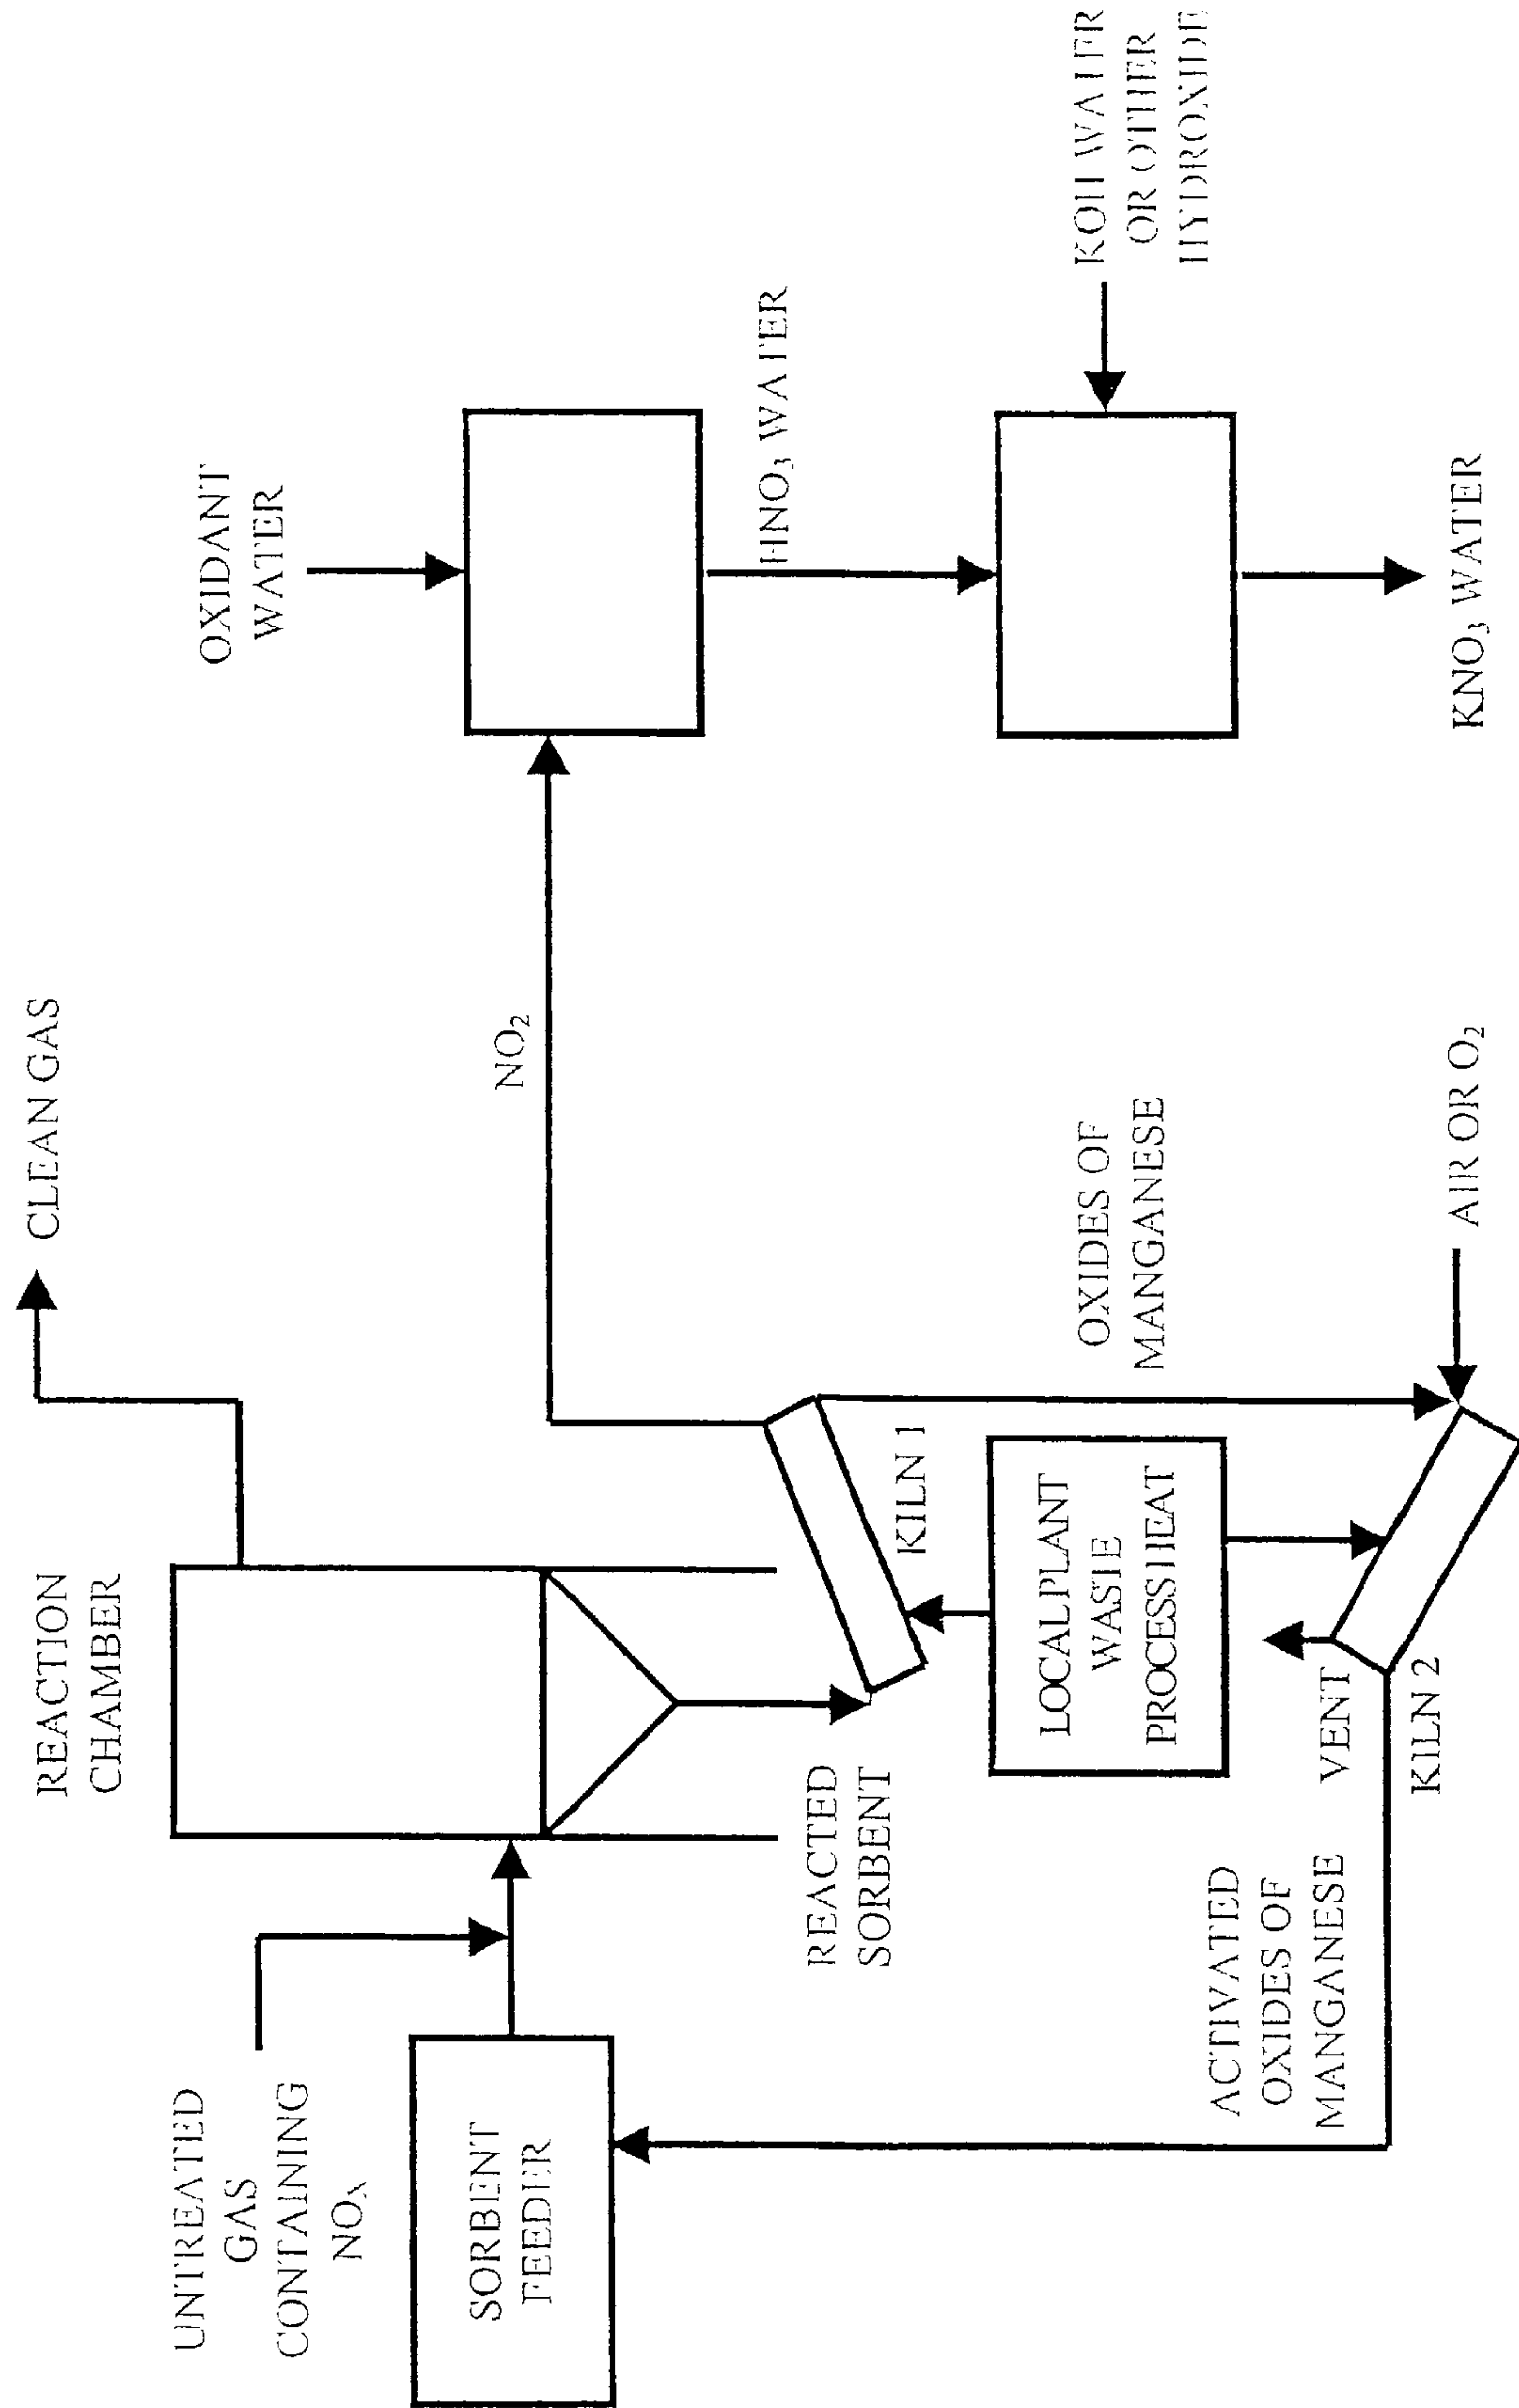 UNTREATED
GAS
CONTAINING
NOX
SORBENT
FEEDER
REACTION
CHAMBER
CLEAN GAS
REACTED
SORBENT
KILN 1
NO₂
OXIDANT
WATER
HNO₃ WATER
KOH WATER
OR OTHER
HYDROXIDE
KNO₃ WATER
LOCAL PLANT
WASTE
PROCESS HEAT
OXIDES OF
MANGANESE
AIR OR O₂
ACTIVATED
OXIDES OF
MANGANESE
VENT
KILN 2